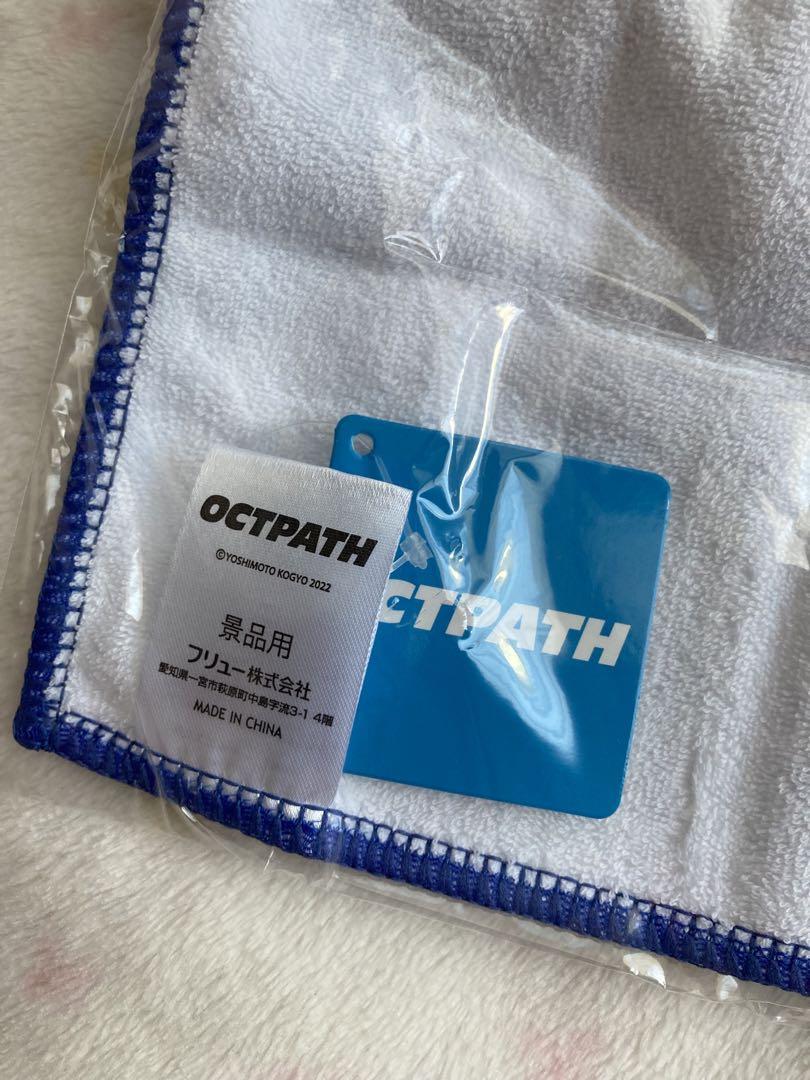 OCTPATH
©YOSHIMOTO KOGYO 2022
景品用
フリュー株式会社
愛知県一宮市萩原町中島字流3-1 4階
MADE IN CHINA
CTPATH